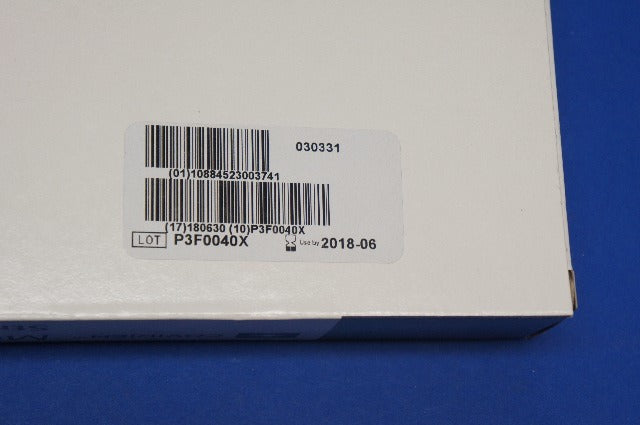 030331
(01)10884523003741
(17)180630 (10)P3F0040X
LOT P3F0040X Use by 2018-06